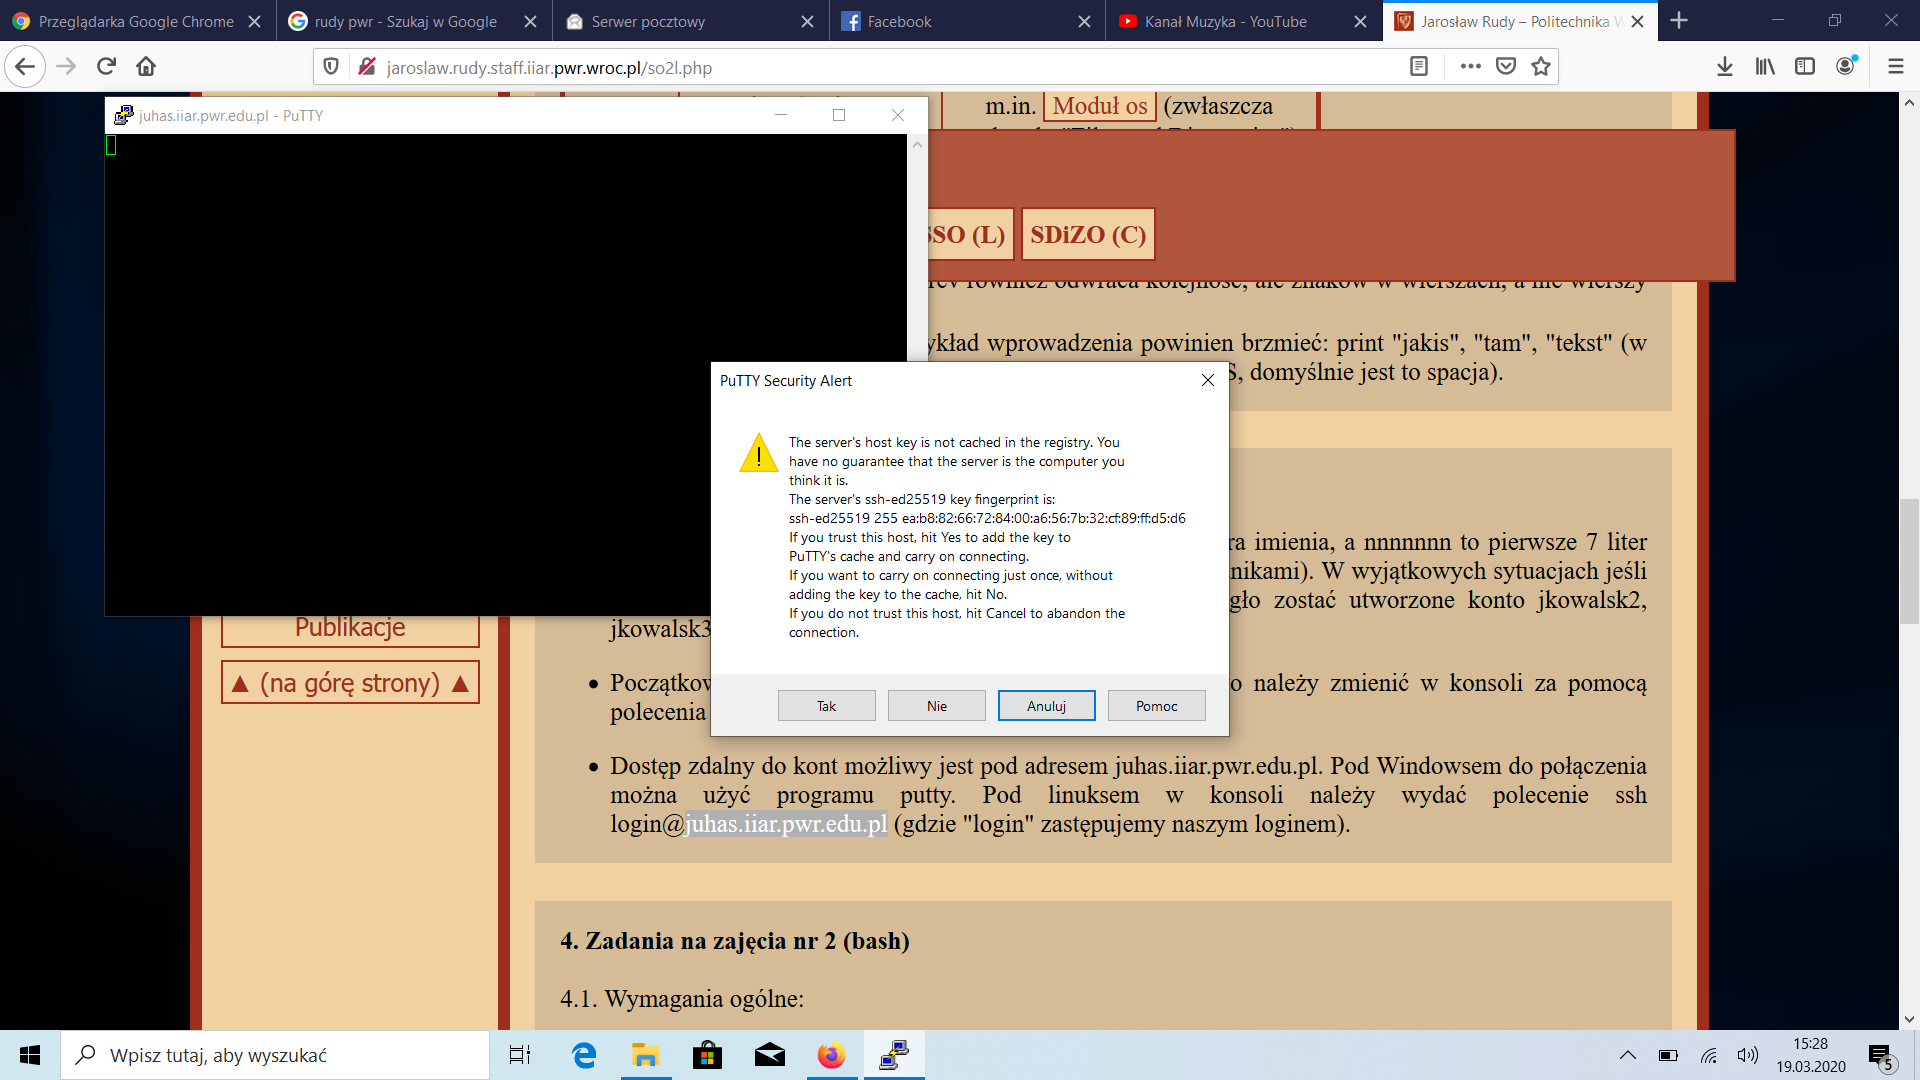 Przeglądarka Google Chrome
rudy pwr - Szukaj w Google
Serwer pocztowy
Facebook
Kanał Muzyka - YouTube
Jarosław Rudy – Politechnika W
jaroslaw.rudy.staff.iiar.pwr.wroc.pl/so2l.php
juhas.iiar.pwr.edu.pl - PuTTY
m.in. Moduł os (zwłaszcza
SO (L)
SDiZO (C)
również odwraca kolejność, ale znaków w wierszach, a nie wierszy
ykład wprowadzenia powinien brzmieć: print "jakis", "tam", "tekst" (w
S, domyślnie jest to spacja).
PuTTY Security Alert
The server's host key is not cached in the registry. You
have no guarantee that the server is the computer you
think it is.
The server's ssh-ed25519 key fingerprint is:
ssh-ed25519 255 ea:b8:82:66:72:84:00:a6:56:7b:32:cf:89:ff:d5:d6
If you trust this host, hit Yes to add the key to
PuTTY's cache and carry on connecting.
If you want to carry on connecting just once, without
adding the key to the cache, hit No.
If you do not trust this host, hit Cancel to abandon the
connection.
Tak
Nie
Anuluj
Pomoc
ra imienia, a nnnnnnn to pierwsze 7 liter
nikami). W wyjątkowych sytuacjach jeśli
gło zostać utworzone konto jkowalsk2,
jkowalsk3
Publikacje
▲ (na górę strony) ▲
Początkow
o należy zmienić w konsoli za pomocą
polecenia
Dostęp zdalny do kont możliwy jest pod adresem juhas.iiar.pwr.edu.pl. Pod Windowsem do połączenia
można użyć programu putty. Pod linuksem w konsoli należy wydać polecenie ssh
login@juhas.iiar.pwr.edu.pl (gdzie "login" zastępujemy naszym loginem).
4. Zadania na zajęcia nr 2 (bash)
4.1. Wymagania ogólne:
Wpisz tutaj, aby wyszukać
15:28
19.03.2020
5